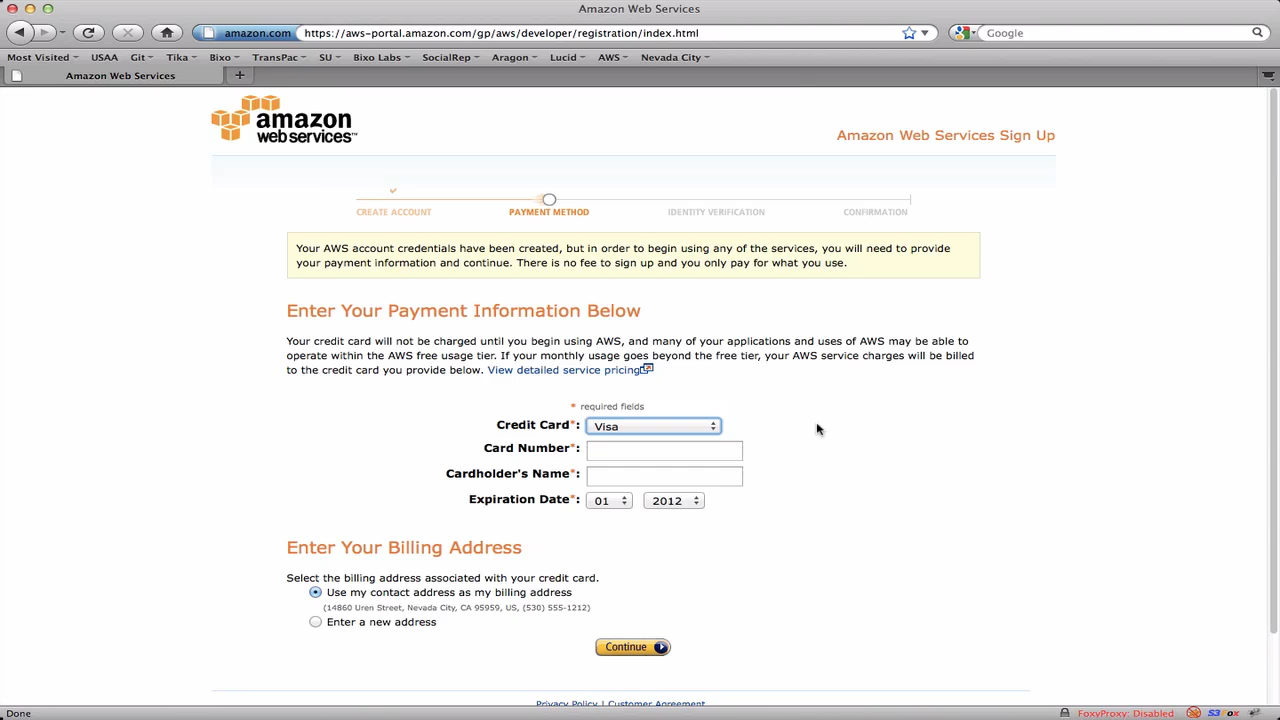 Amazon Web Services
amazon.com https://aws-portal.amazon.com/gp/aws/developer/registration/index.html Google
Most Visited USAA Git Tika Bixo TransPac SU Bixo Labs SocialRep Aragon Lucid AWS Nevada City
Amazon Web Services +
amazon
webservices™
Amazon Web Services Sign Up
CREATE ACCOUNT PAYMENT METHOD IDENTITY VERIFICATION CONFIRMATION
Your AWS account credentials have been created, but in order to begin using any of the services, you will need to provide
your payment information and continue. There is no fee to sign up and you only pay for what you use.
Enter Your Payment Information Below
Your credit card will not be charged until you begin using AWS, and many of your applications and uses of AWS may be able to
operate within the AWS free usage tier. If your monthly usage goes beyond the free tier, your AWS service charges will be billed
to the credit card you provide below. View detailed service pricing
* required fields
Credit Card*: Visa
Card Number*:
Cardholder's Name*:
Expiration Date*: 01 2012
Enter Your Billing Address
Select the billing address associated with your credit card.
Use my contact address as my billing address
(14860 Uren Street, Nevada City, CA 95959, US, (530) 555-1212)
Enter a new address
Continue
Privacy Policy | Customer Agreement
Done FoxyProxy: Disabled S3Fox